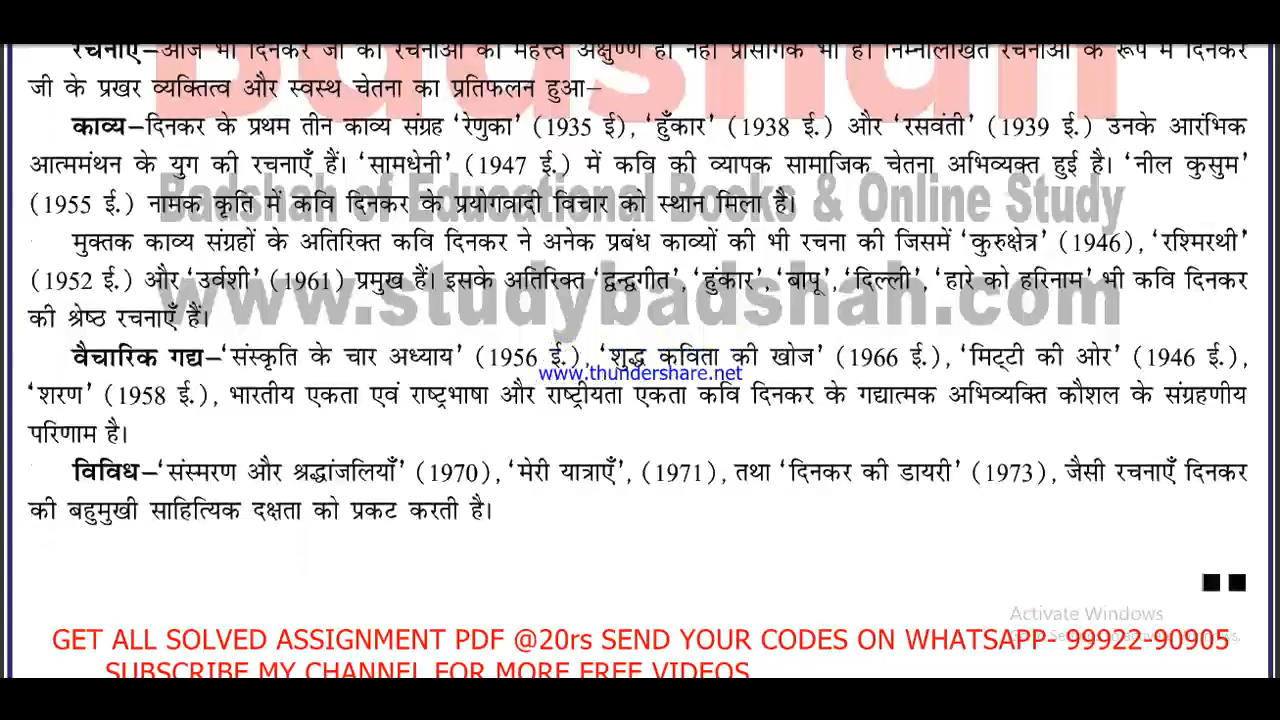 रचनाएँ–आज भी दिनकर जी की रचनाओं का महत्त्व अक्षुण्ण ही नहीं प्रासंगिक भी है। निम्नलिखित रचनाओं के रूप में दिनकर
जी के प्रखर व्यक्तित्व और स्वस्थ चेतना का प्रतिफलन हुआ–
काव्य–दिनकर के प्रथम तीन काव्य संग्रह ‘रेणुका’ (1935 ई), ‘हुँकार’ (1938 ई.) और ‘रसवंती’ (1939 ई.) उनके आरंभिक
आत्ममंथन के युग की रचनाएँ हैं। ‘सामधेनी’ (1947 ई.) में कवि की व्यापक सामाजिक चेतना अभिव्यक्त हुई है। ‘नील कुसुम’
Badshah of Educational Books & Online Study
(1955 ई.) नामक कृति में कवि दिनकर के प्रयोगवादी विचार को स्थान मिला है।
मुक्तक काव्य संग्रहों के अतिरिक्त कवि दिनकर ने अनेक प्रबंध काव्यों की भी रचना की जिसमें ‘कुरुक्षेत्र’ (1946), ‘रश्मिरथी’
(1952 ई.) और ‘उर्वशी’ (1961) प्रमुख हैं। इसके अतिरिक्त ‘द्वन्द्वगीत’, ‘हुंकार’, ‘बापू’, ‘दिल्ली’, ‘हारे को हरिनाम’ भी कवि दिनकर
www.studybadshah.com
की श्रेष्ठ रचनाएँ हैं।
वैचारिक गद्य–‘संस्कृति के चार अध्याय’ (1956 ई.), ‘शुद्ध कविता की खोज’ (1966 ई.), ‘मिट्टी की ओर’ (1946 ई.),
www.thundershare.net
‘शरण’ (1958 ई.), भारतीय एकता एवं राष्ट्रभाषा और राष्ट्रीयता एकता कवि दिनकर के गद्यात्मक अभिव्यक्ति कौशल के संग्रहणीय
परिणाम है।
विविध–‘संस्मरण और श्रद्धांजलियाँ’ (1970), ‘मेरी यात्राएँ’, (1971), तथा ‘दिनकर की डायरी’ (1973), जैसी रचनाएँ दिनकर
की बहुमुखी साहित्यिक दक्षता को प्रकट करती है।
Activate Windows
GET ALL SOLVED ASSIGNMENT PDF @20rs SEND YOUR CODES ON WHATSAPP- 99922-90905
SUBSCRIBE MY CHANNEL FOR MORE FREE VIDEOS